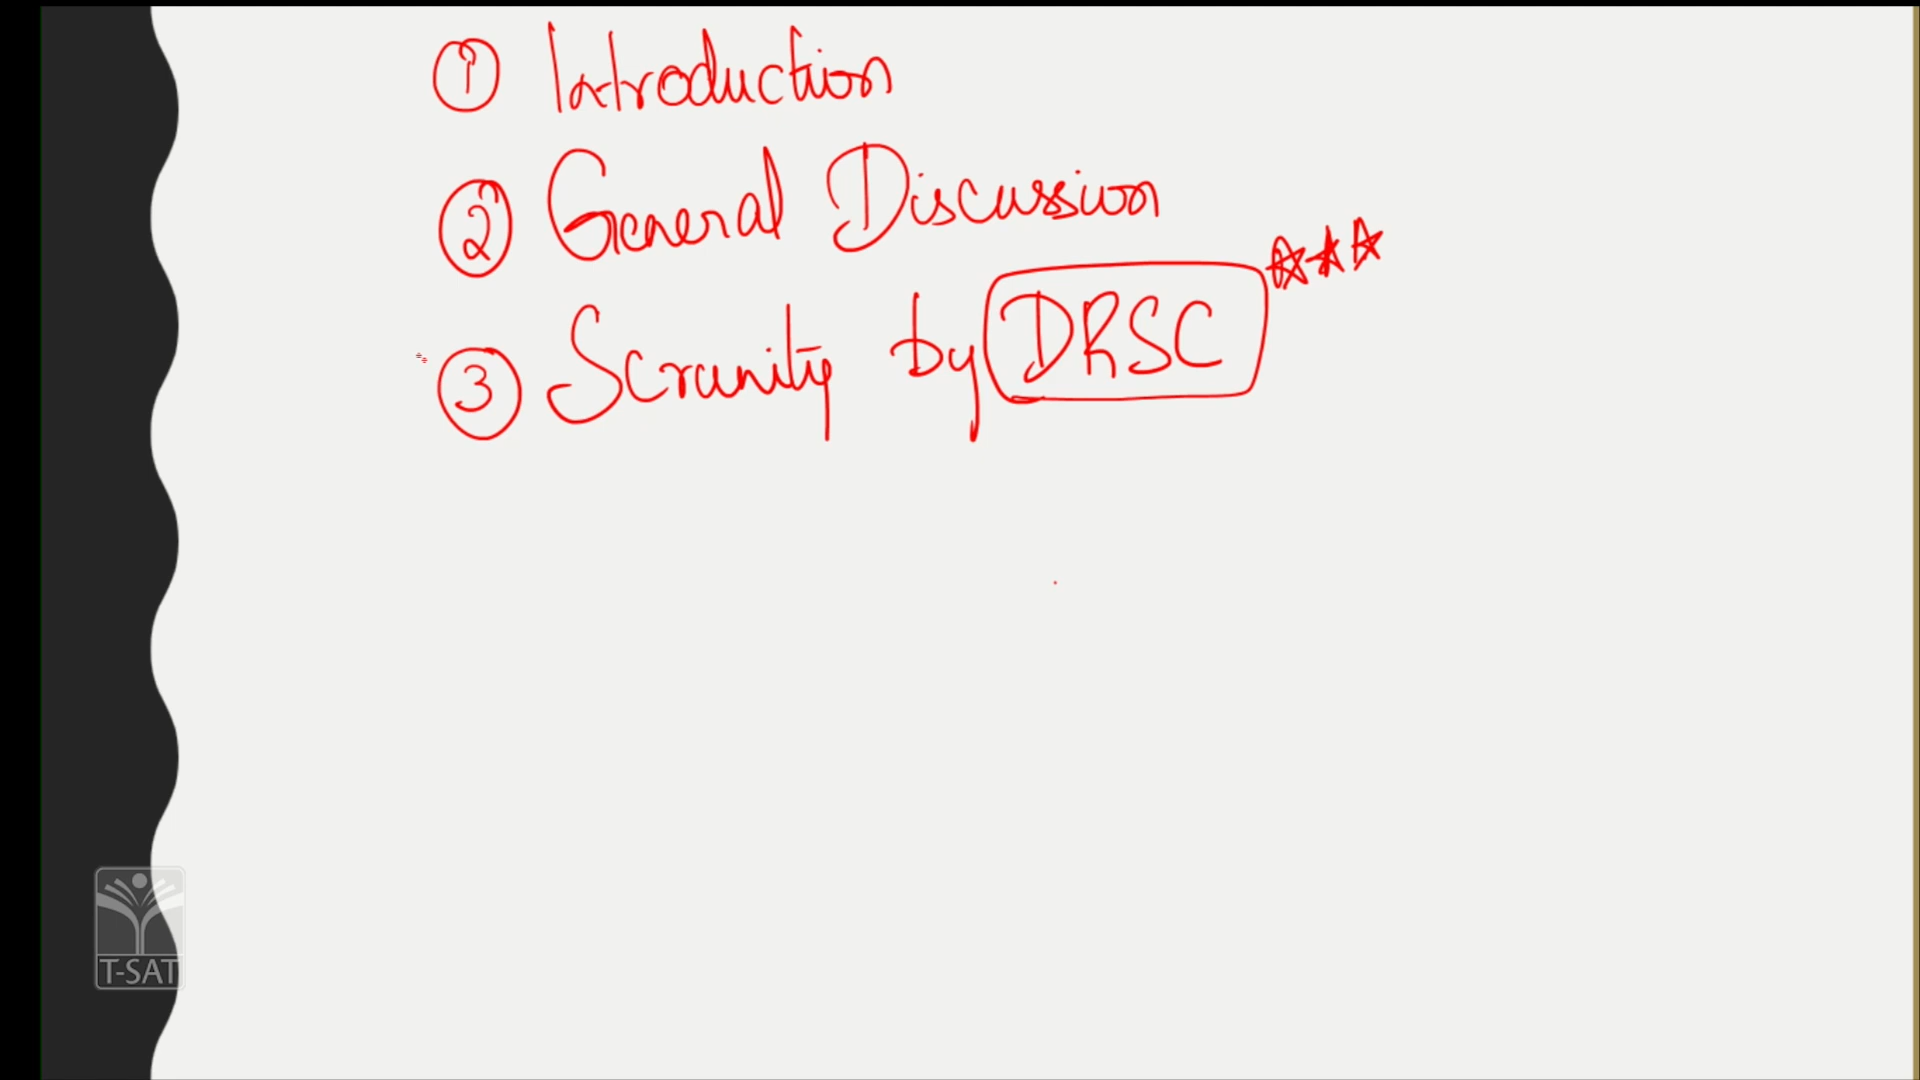 ① Introduction
② General Discussion
③ Scrunity by DRSC
T-SAT